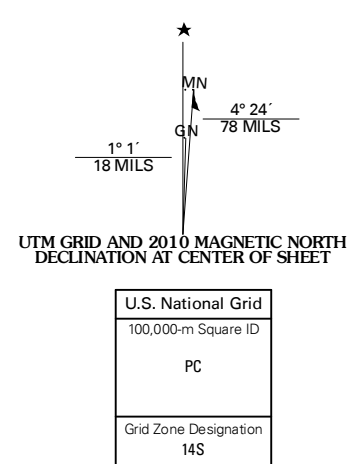 MN
4° 24´
78 MILS
GN
1° 1´
18 MILS
UTM GRID AND 2010 MAGNETIC NORTH
DECLINATION AT CENTER OF SHEET
U.S. National Grid
100,000-m Square ID
PC
Grid Zone Designation
14S